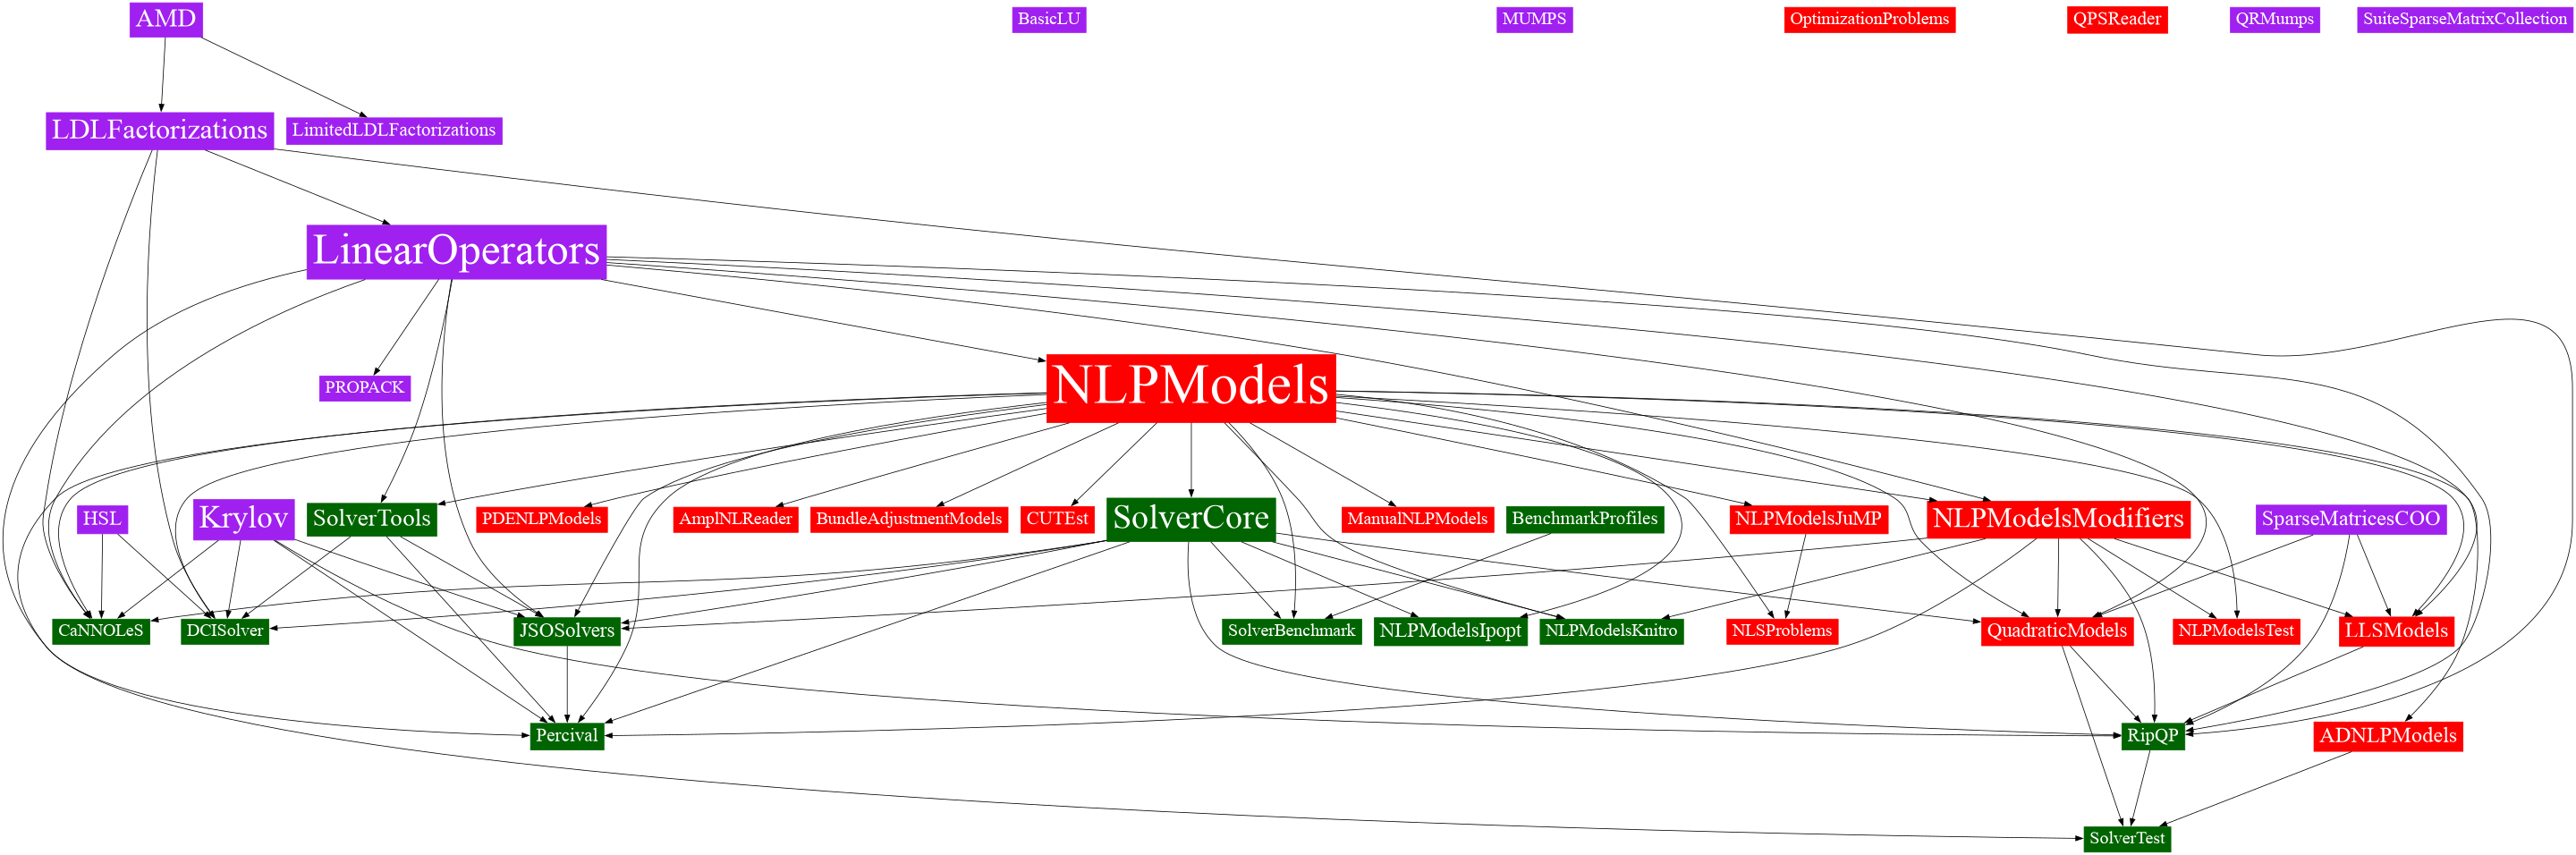 AMD
BasicLU
MUMPS
OptimizationProblems
QPSReader
QRMumps
SuiteSparseMatrixCollection
LDLFactorizations
LimitedLDLFactorizations
LinearOperators
PROPACK
NLPModels
HSL
Krylov
SolverTools
PDENLPModels
AmplNLReader
BundleAdjustmentModels
CUTEst
SolverCore
ManualNLPModels
BenchmarkProfiles
NLPModelsJuMP
NLPModelsModifiers
SparseMatricesCOO
CaNNOLeS
DCISolver
JSOSolvers
SolverBenchmark
NLPModelsIpopt
NLPModelsKnitro
NLSProblems
QuadraticModels
NLPModelsTest
LLSModels
Percival
RipQP
ADNLPModels
SolverTest